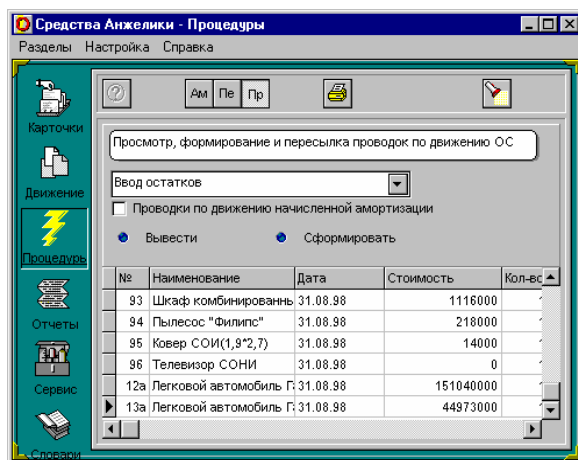 Средства Анжелики - Процедуры
Разделы Настройка Справка
Ам Пе Пр
Карточки
Движение
Процедуры
Отчеты
Сервис
Словари
Просмотр, формирование и пересылка проводок по движению ОС
Ввод остатков
Проводки по движению начисленной амортизации
Вывести Сформировать
№ Наименование Дата Стоимость Кол-вс
93 Шкаф комбинированнь 31.08.98 1116000
94 Пылесос "Филипс" 31.08.98 218000
95 Ковер СОИ(1,9*2,7) 31.08.98 14000
96 Телевизор СОНИ 31.08.98 0
12а Легковой автомобиль Г 31.08.98 151040000
13а Легковой автомобиль Г 31.08.98 44973000